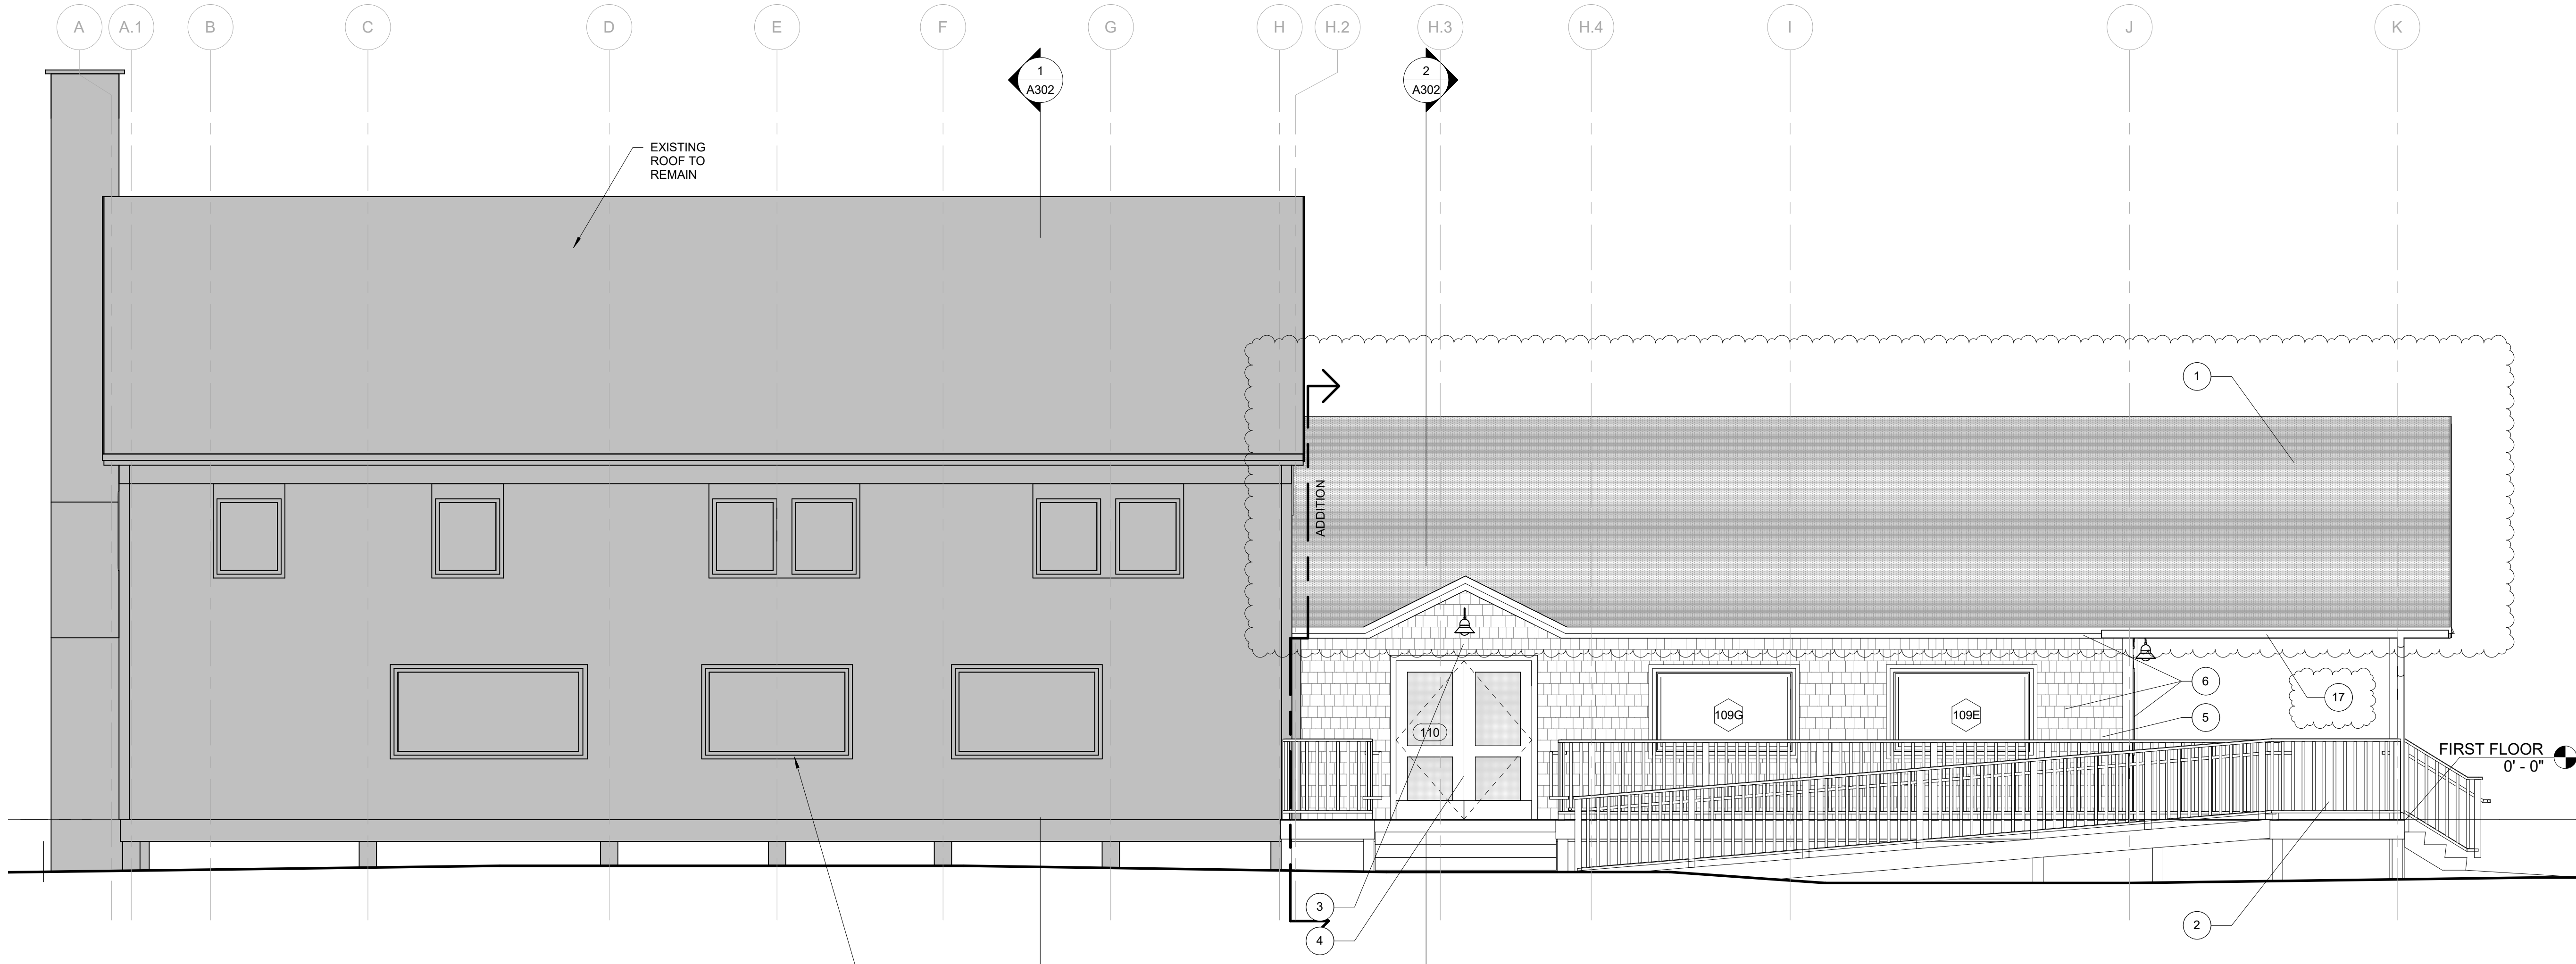 A
A.1
B
C
D
E
F
G
H
H.2
H.3
H.4
I
J
K
1
A302
2
A302
EXISTING
ROOF TO
REMAIN
1
ADDITION
6
17
109G
109E
5
110
FIRST FLOOR
0' - 0"
3
2
4